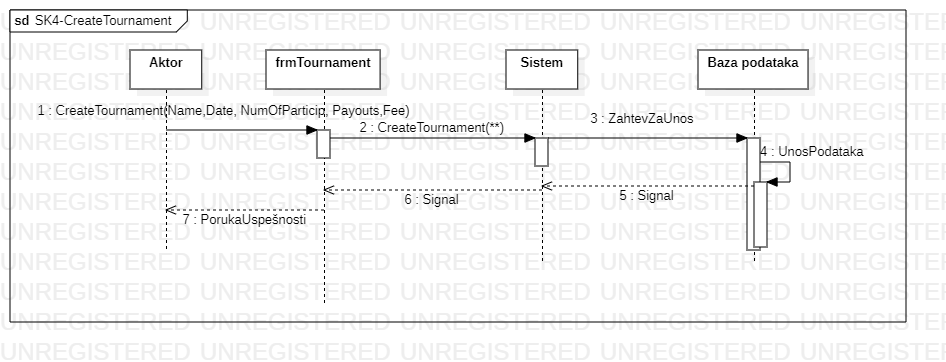 sd SK4-CreateTournament
Aktor
frmTournament
Sistem
Baza podataka
1 : CreateTournament(Name,Date, NumOfParticip, Payouts,Fee)
2 : CreateTournament(**)
3 : ZahtevZaUnos
4 : UnosPodataka
5 : Signal
6 : Signal
7 : PorukaUspešnosti
UNREGISTERED UNREGISTERED UNREGISTERED UNREGISTERED UNREGISTERED
UNREGISTERED UNREGISTERED UNREGISTERED UNREGISTERED UNREGISTERED
UNREGISTERED UNREGISTERED UNREGISTERED UNREGISTERED UNREGISTERED
UNREGISTERED UNREGISTERED UNREGISTERED UNREGISTERED UNREGISTERED
UNREGISTERED UNREGISTERED UNREGISTERED UNREGISTERED UNREGISTERED
UNREGISTERED UNREGISTERED UNREGISTERED UNREGISTERED UNREGISTERED
UNREGISTERED UNREGISTERED UNREGISTERED UNREGISTERED UNREGISTERED
UNREGISTERED UNREGISTERED UNREGISTERED UNREGISTERED UNREGISTERED
UNREGISTERED UNREGISTERED UNREGISTERED UNREGISTERED UNREGISTERED
UNREGISTERED UNREGISTERED UNREGISTERED UNREGISTERED UNREGISTERED
UNREGISTERED UNREGISTERED UNREGISTERED UNREGISTERED UNREGISTERED
UNREGISTERED UNREGISTERED UNREGISTERED UNREGISTERED UNREGISTERED